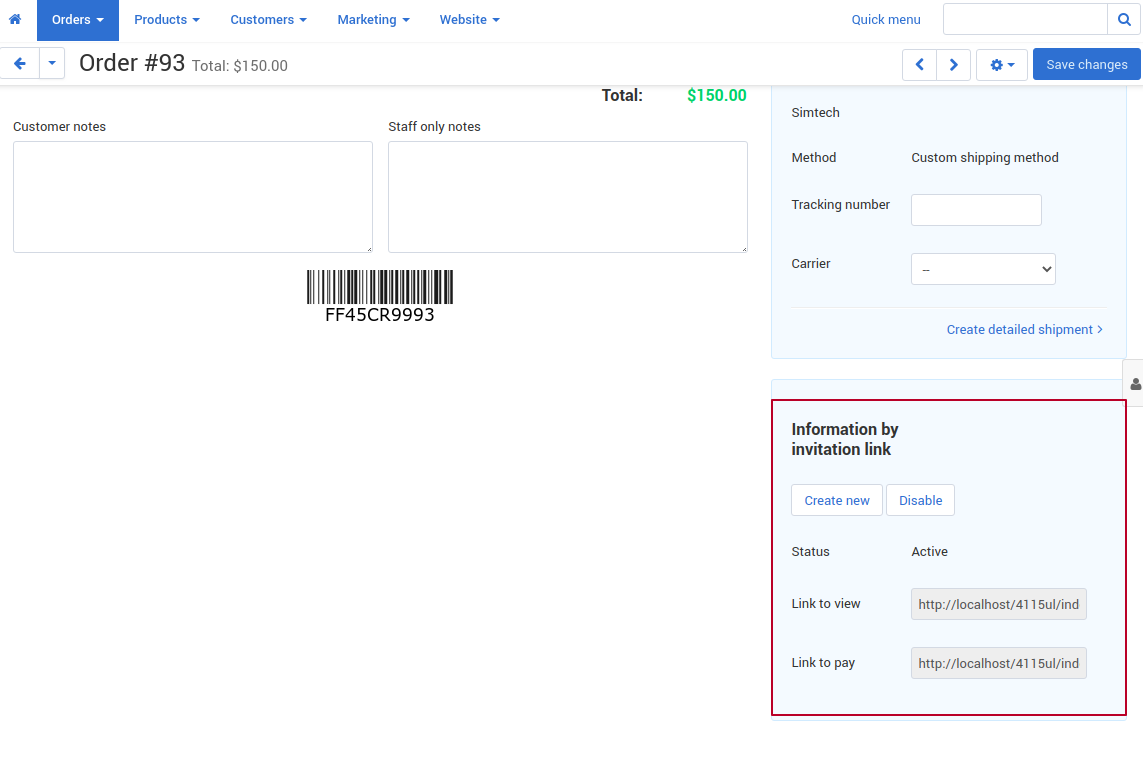 Orders Products Customers Marketing Website Quick menu
Order #93 Total: $150.00 Save changes
Total: $150.00
Customer notes Staff only notes
FF45CR9993
Simtech
Method Custom shipping method
Tracking number
Carrier --
Create detailed shipment
Information by
invitation link
Create new Disable
Status Active
Link to view http://localhost/4115ul/ind
Link to pay http://localhost/4115ul/ind